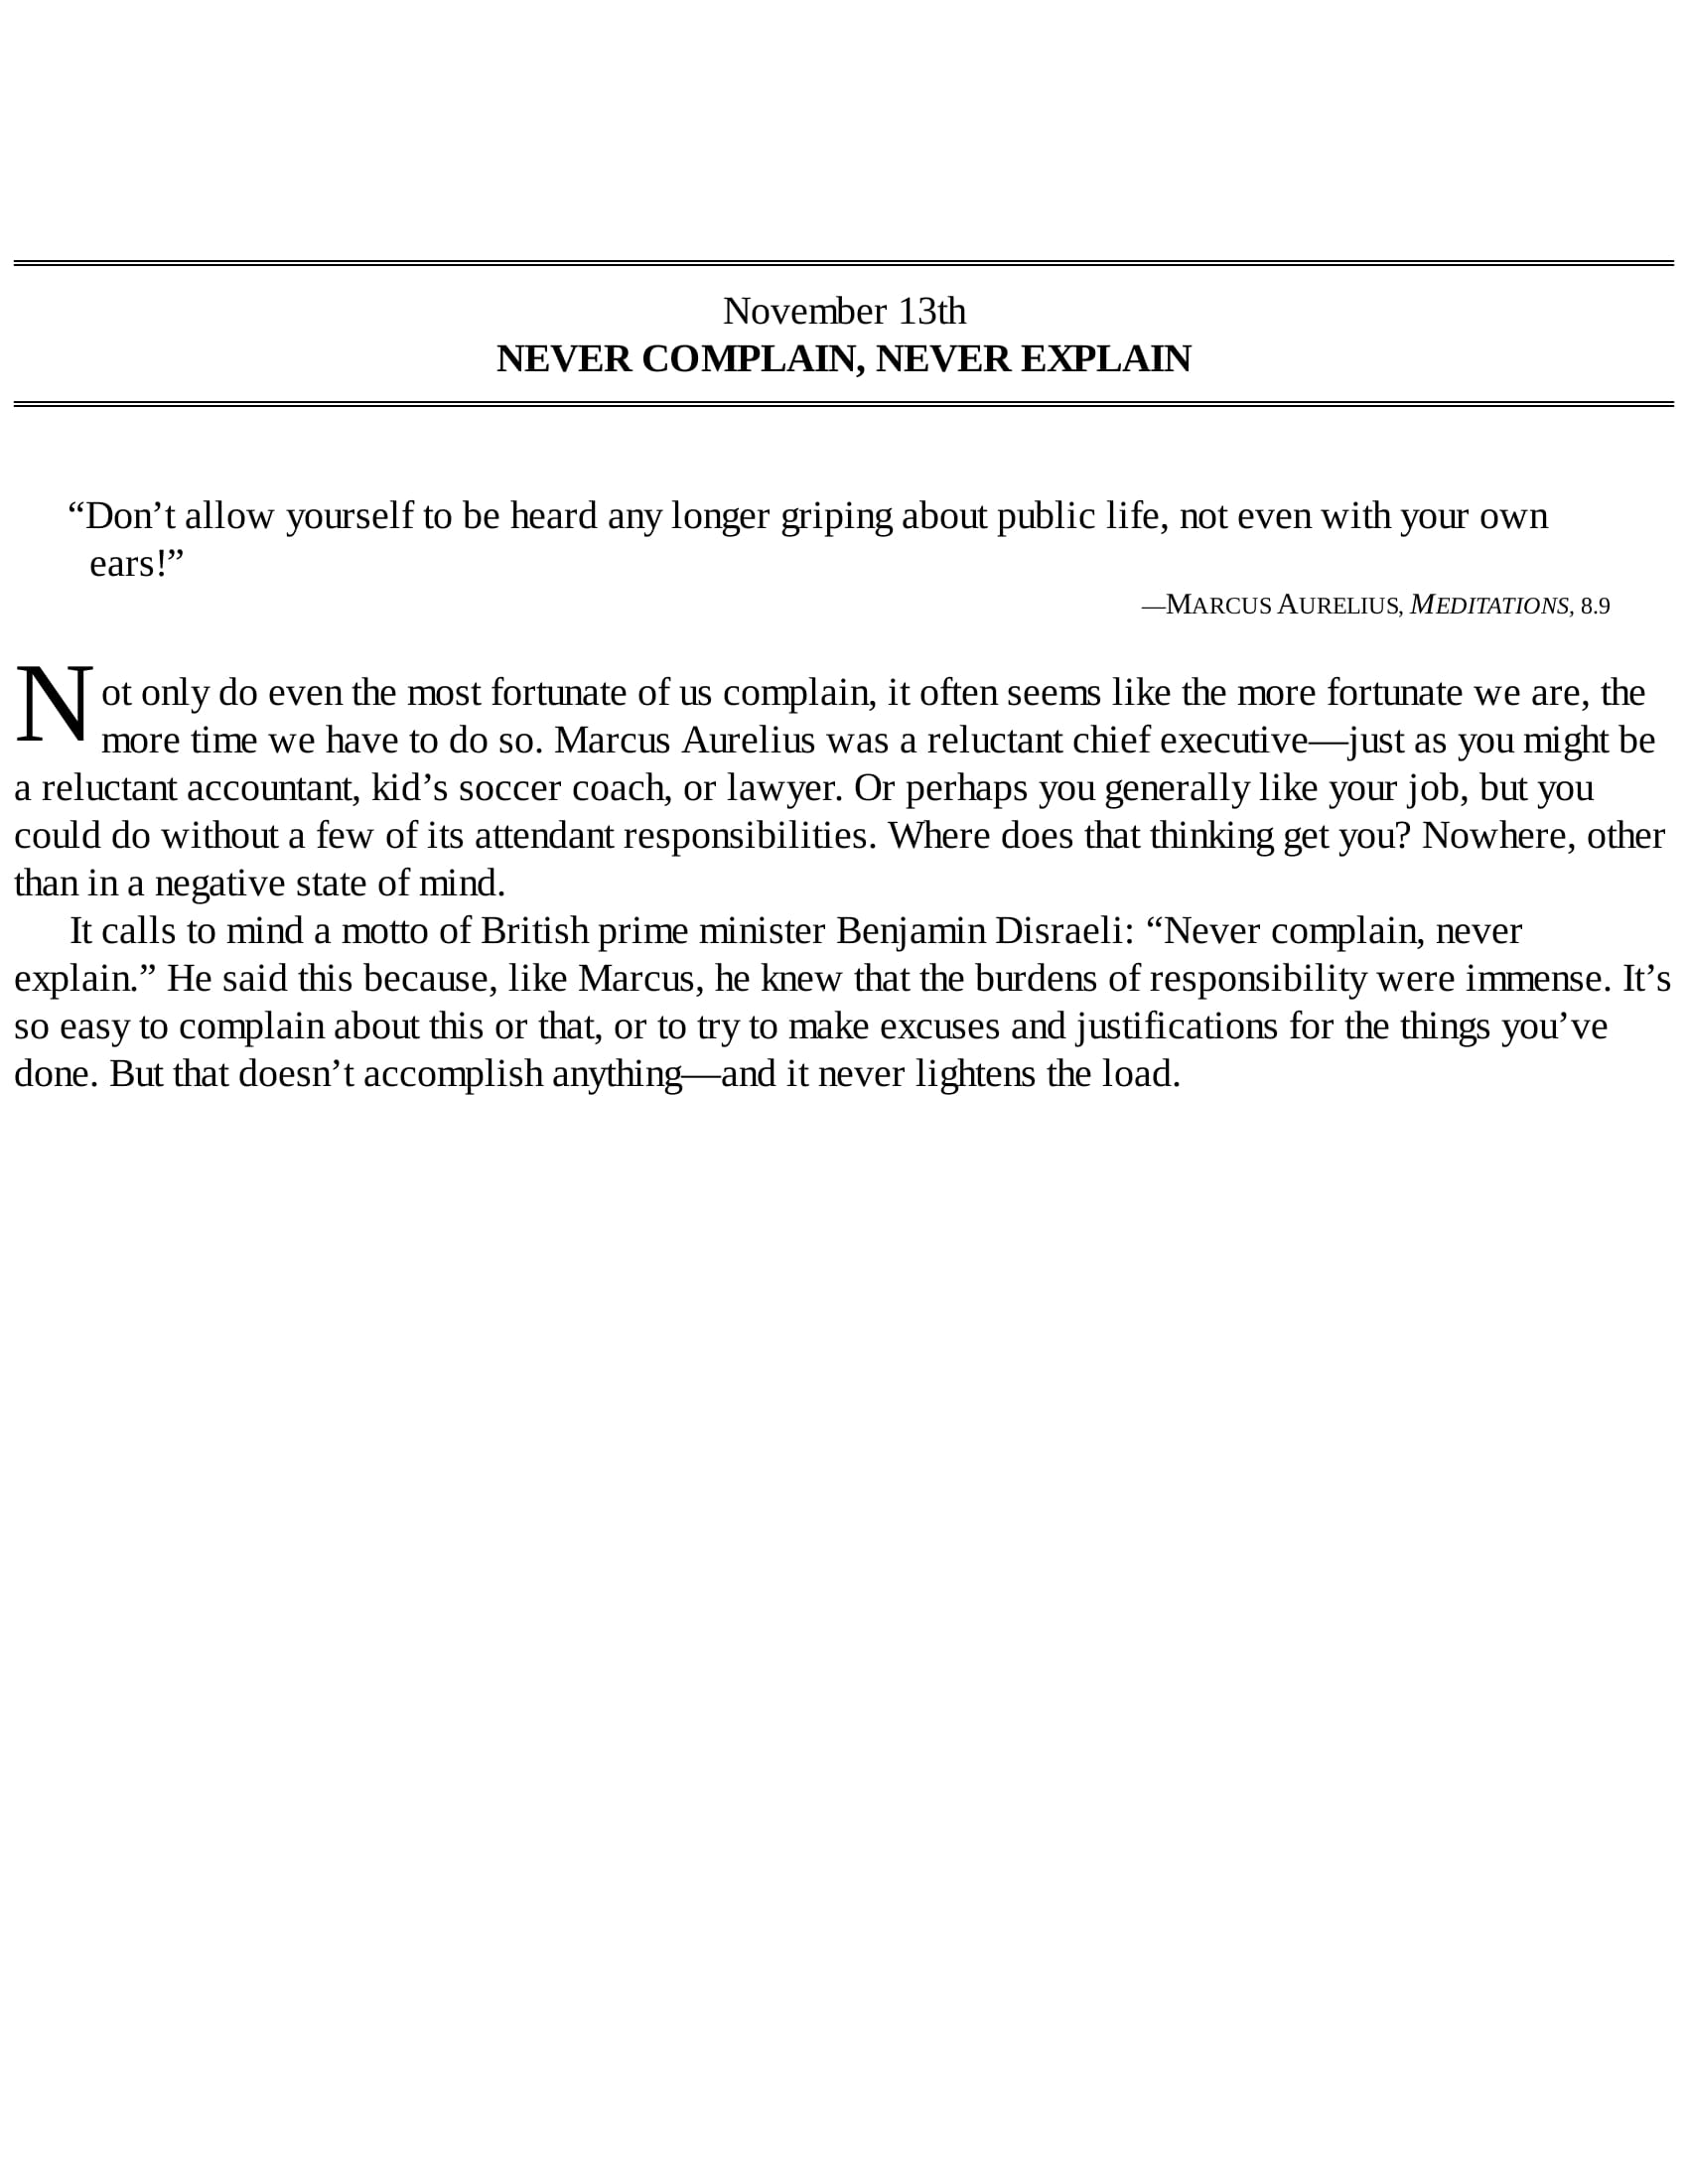 November 13th
NEVER COMPLAIN, NEVER EXPLAIN
“Don’t allow yourself to be heard any longer griping about public life, not even with your own
ears!”
—MARCUS AURELIUS, MEDITATIONS, 8.9
Not only do even the most fortunate of us complain, it often seems like the more fortunate we are, the
more time we have to do so. Marcus Aurelius was a reluctant chief executive—just as you might be
a reluctant accountant, kid’s soccer coach, or lawyer. Or perhaps you generally like your job, but you
could do without a few of its attendant responsibilities. Where does that thinking get you? Nowhere, other
than in a negative state of mind.
It calls to mind a motto of British prime minister Benjamin Disraeli: “Never complain, never
explain.” He said this because, like Marcus, he knew that the burdens of responsibility were immense. It’s
so easy to complain about this or that, or to try to make excuses and justifications for the things you’ve
done. But that doesn’t accomplish anything—and it never lightens the load.